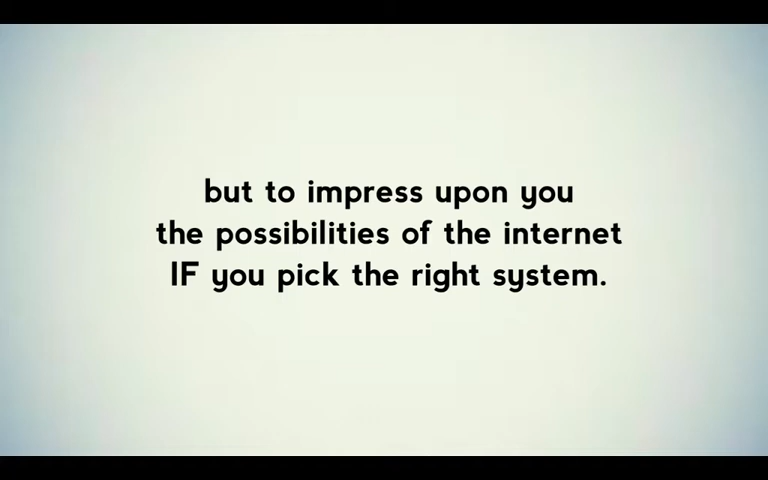 but to impress upon you
the possibilities of the internet
IF you pick the right system.